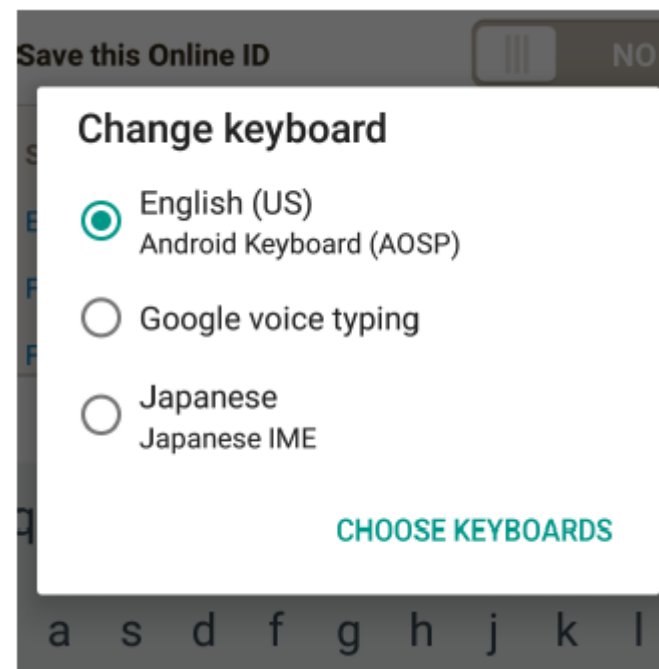 Save this Online ID
NO
Change keyboard
English (US)
Android Keyboard (AOSP)
Google voice typing
Japanese
Japanese IME
CHOOSE KEYBOARDS
q
a s d f g h j k l